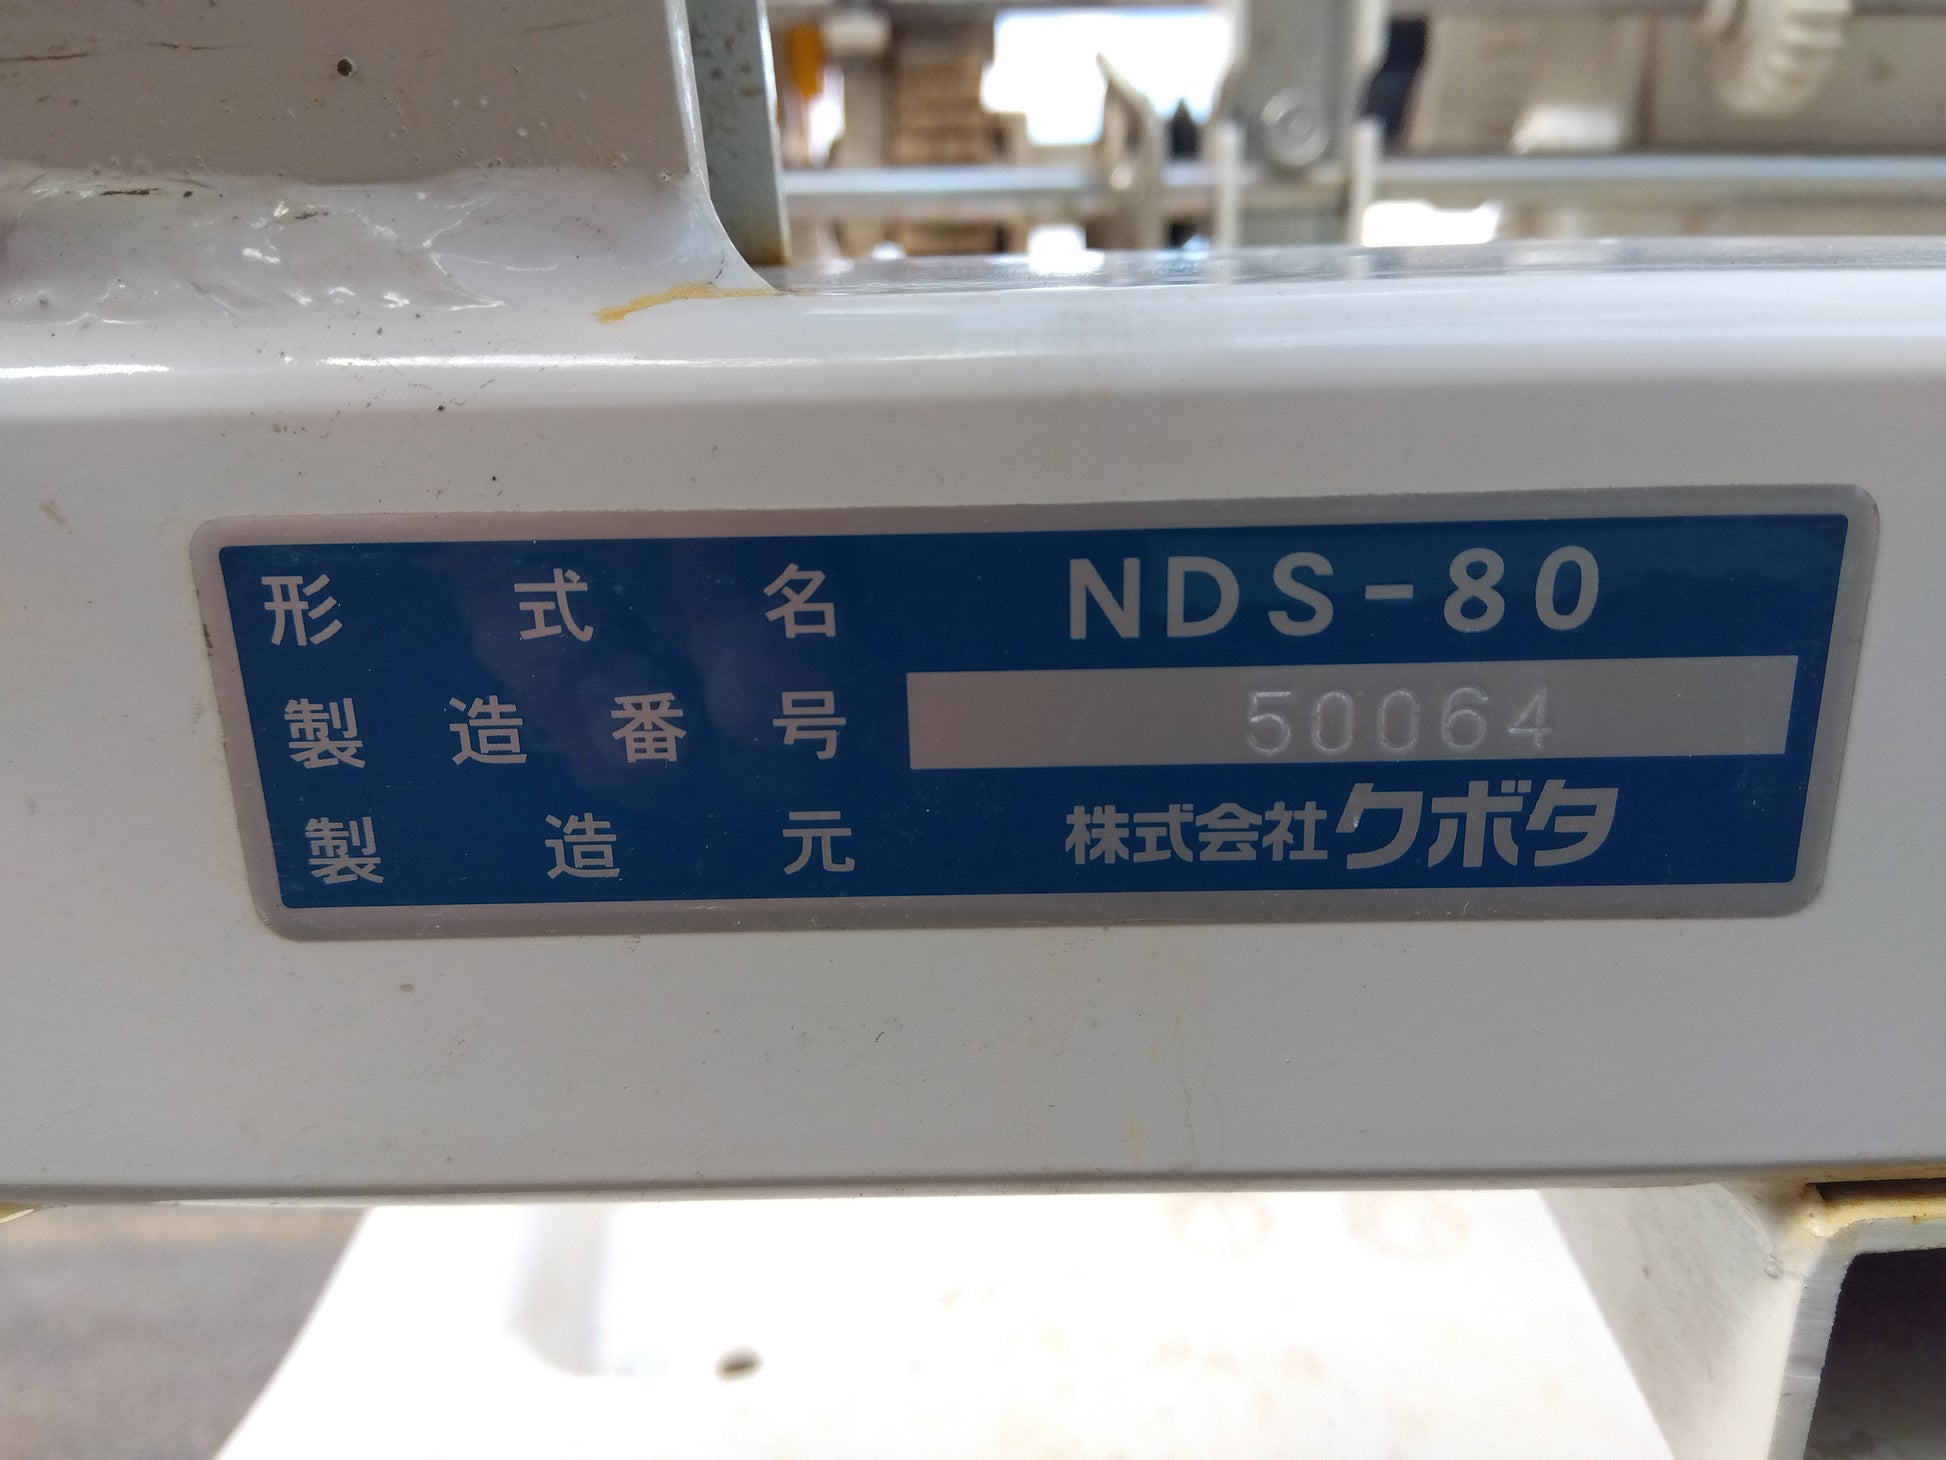 形式名 NDS-80
製造番号 50064
製造元 株式会社クボタ